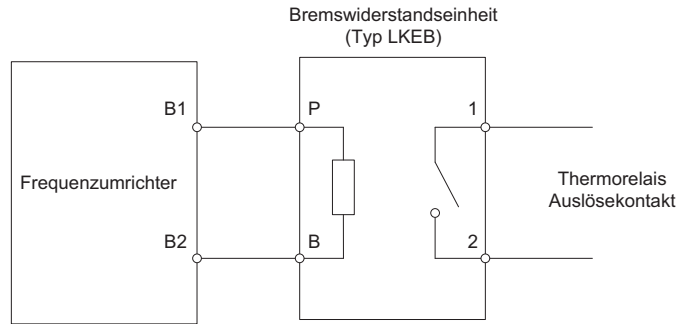 Bremswiderstandseinheit
(Typ LKEB)
B1
P
1
Frequenzumrichter
Thermorelais
Auslösekontakt
B2
B
2